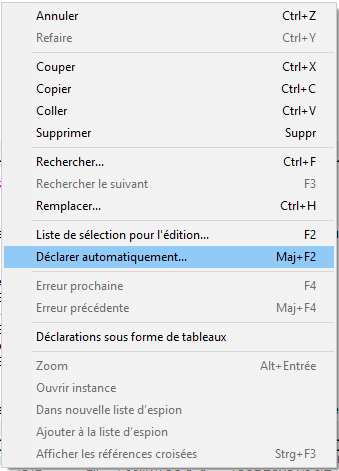 Annuler Ctrl+Z
Refaire Ctrl+Y
Couper Ctrl+X
Copier Ctrl+C
Coller Ctrl+V
Supprimer Suppr
Rechercher... Ctrl+F
Rechercher le suivant F3
Remplacer... Ctrl+H
Liste de sélection pour l'édition... F2
Déclarer automatiquement... Maj+F2
Erreur prochaine F4
Erreur précédente Maj+F4
Déclarations sous forme de tableaux
Zoom Alt+Entrée
Ouvrir instance
Dans nouvelle liste d'espion
Ajouter à la liste d'espion
Afficher les références croisées Strg+F3